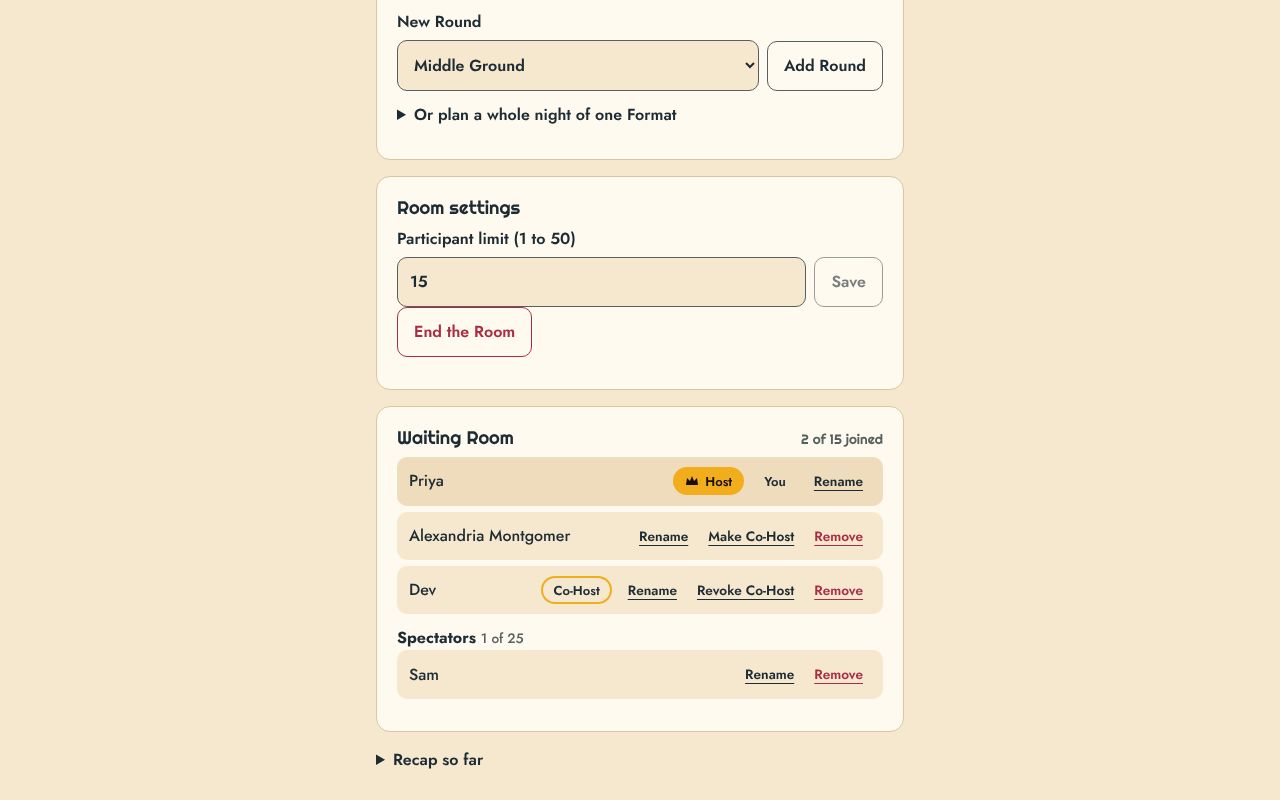 New Round
Middle Ground
Add Round
Or plan a whole night of one Format
Room settings
Participant limit (1 to 50)
15
Save
End the Room
Waiting Room
2 of 15 joined
Priya
Host
You
Rename
Alexandria Montgomer
Rename
Make Co-Host
Remove
Dev
Co-Host
Rename
Revoke Co-Host
Remove
Spectators 1 of 25
Sam
Rename
Remove
Recap so far